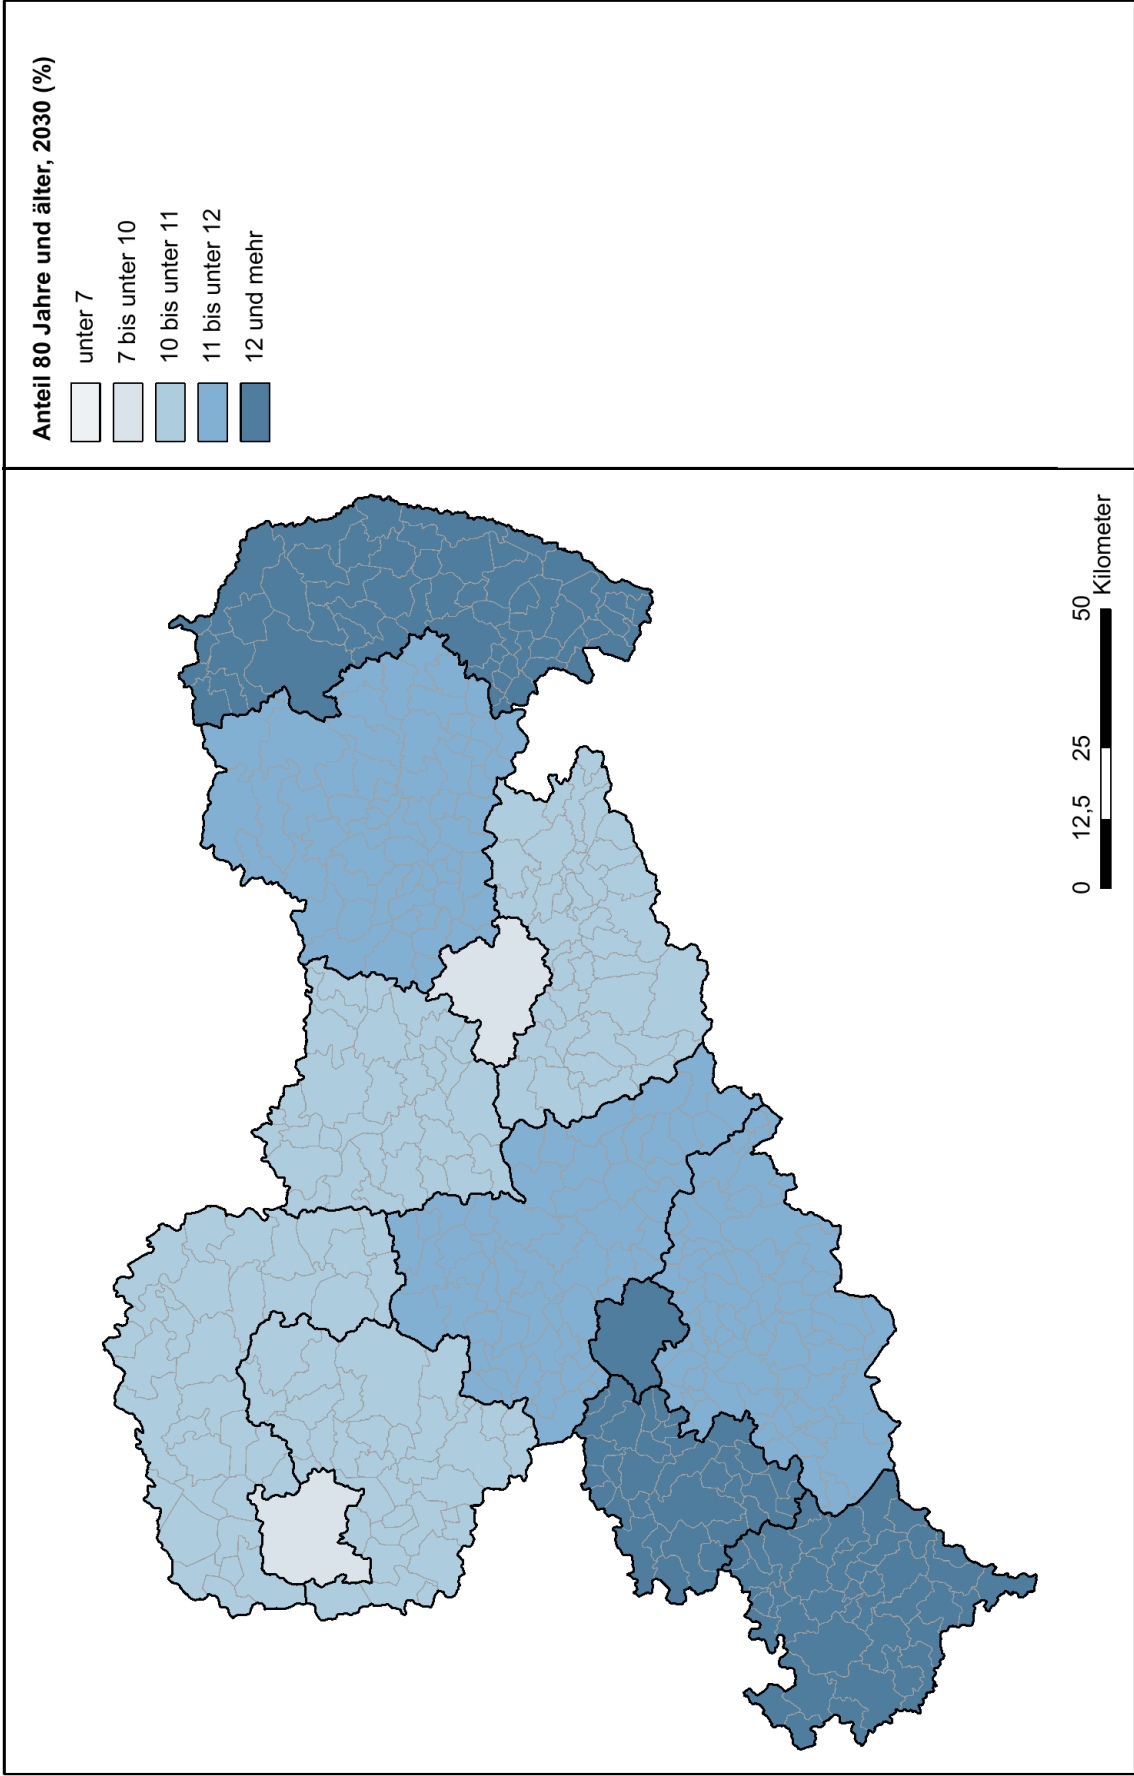 Anteil 80 Jahre und älter, 2030 (%)
unter 7
7 bis unter 10
10 bis unter 11
11 bis unter 12
12 und mehr
0 12,5 25 50
Kilometer